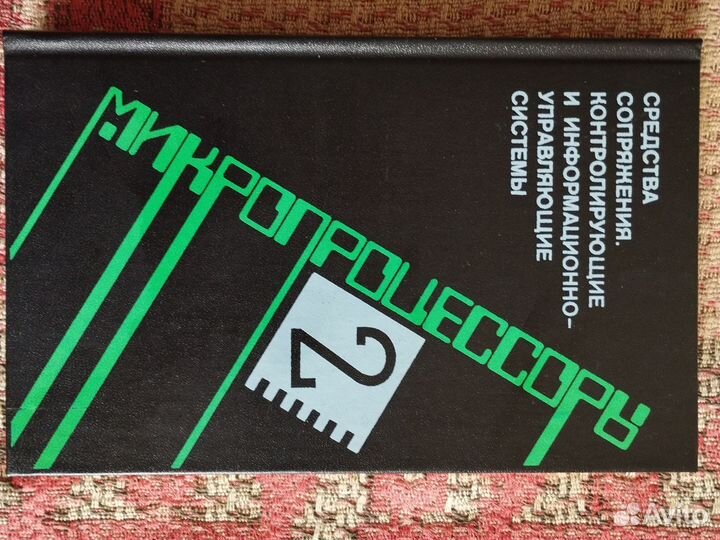 СРЕДСТВА
СОПРЯЖЕНИЯ.
КОНТРОЛИРУЮЩИЕ
И ИНФОРМАЦИОННО-
УПРАВЛЯЮЩИЕ
СИСТЕМЫ
МИКРОПРОЦЕССОРЫ
2
Avito